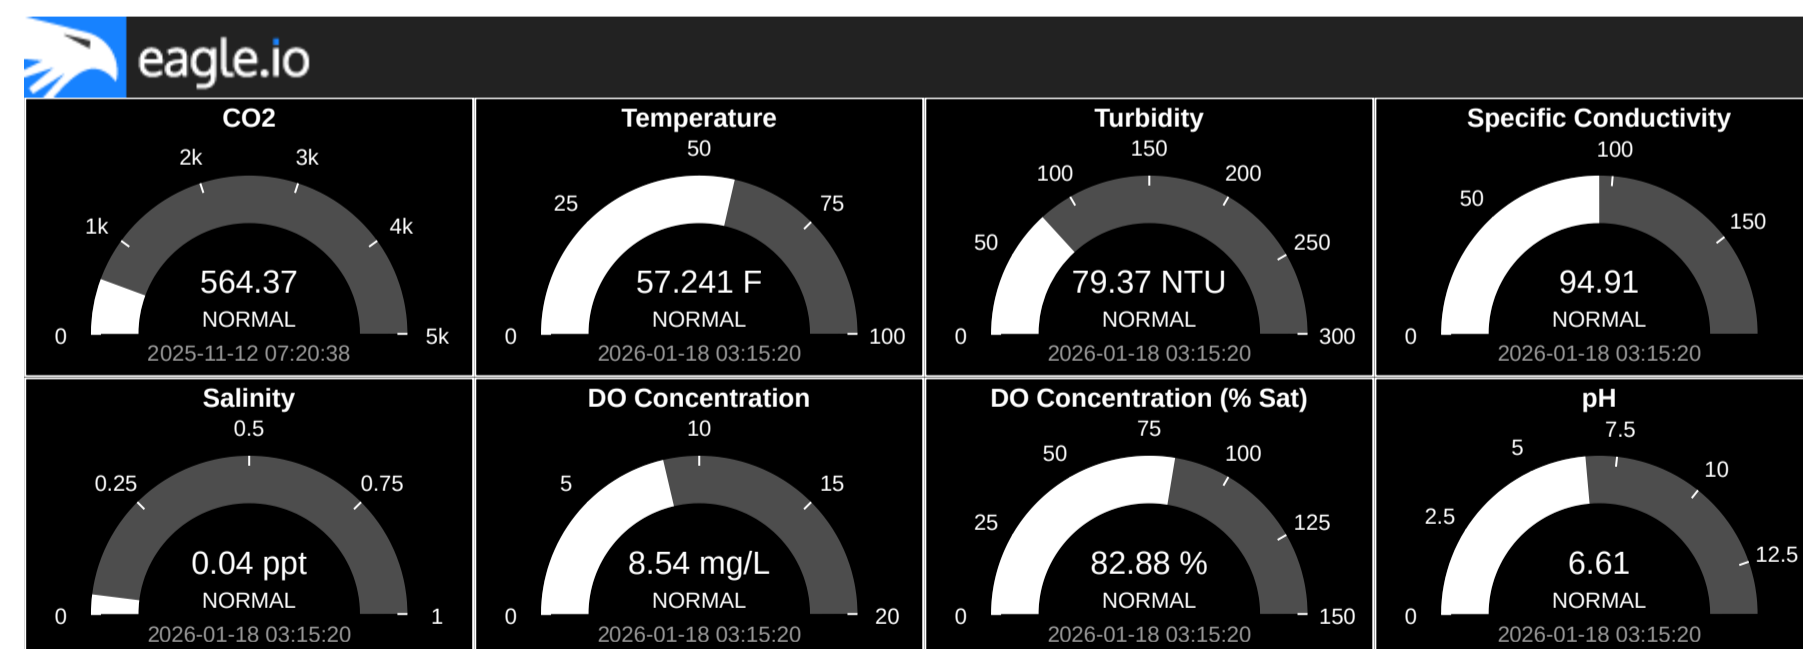 eagle.io
CO2
0
1k
2k
3k
4k
5k
564.37
NORMAL
2025-11-12 07:20:38
Temperature
0
25
50
75
100
57.241 F
NORMAL
2026-01-18 03:15:20
Turbidity
0
50
100
150
200
250
300
79.37 NTU
NORMAL
2026-01-18 03:15:20
Specific Conductivity
0
50
100
150
94.91
NORMAL
2026-01-18 03:15:20
Salinity
0
0.25
0.5
0.75
1
0.04 ppt
NORMAL
2026-01-18 03:15:20
DO Concentration
0
5
10
15
20
8.54 mg/L
NORMAL
2026-01-18 03:15:20
DO Concentration (% Sat)
0
25
50
75
100
125
150
82.88 %
NORMAL
2026-01-18 03:15:20
pH
0
2.5
5
7.5
10
12.5
6.61
NORMAL
2026-01-18 03:15:20